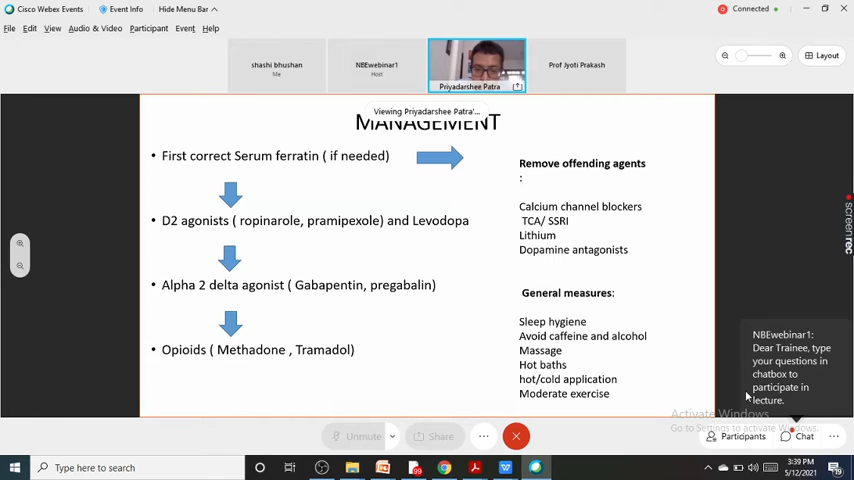 Cisco Webex Events
Event Info
Hide Menu Bar
Connected
File Edit View Audio & Video Participant Event Help
shashi bhushan
Me
NBEwebinar1
Host
Priyadarshee Patra
Prof Jyoti Prakash
Layout
Viewing Priyadarshee Patra'...
MANAGEMENT
• First correct Serum ferratin ( if needed)
• D2 agonists ( ropinarole, pramipexole) and Levodopa
• Alpha 2 delta agonist ( Gabapentin, pregabalin)
• Opioids ( Methadone , Tramadol)
Remove offending agents
:
Calcium channel blockers
TCA/ SSRI
Lithium
Dopamine antagonists
General measures:
Sleep hygiene
Avoid caffeine and alcohol
Massage
Hot baths
hot/cold application
Moderate exercise
screenrec
NBEwebinar1:
Dear Trainee, type
your questions in
chatbox to
participate in
lecture.
Activate Windows
Go to Settings to activate Windows.
Unmute
Share
Participants
Chat
Type here to search
99
3:39 PM
5/12/2021
19